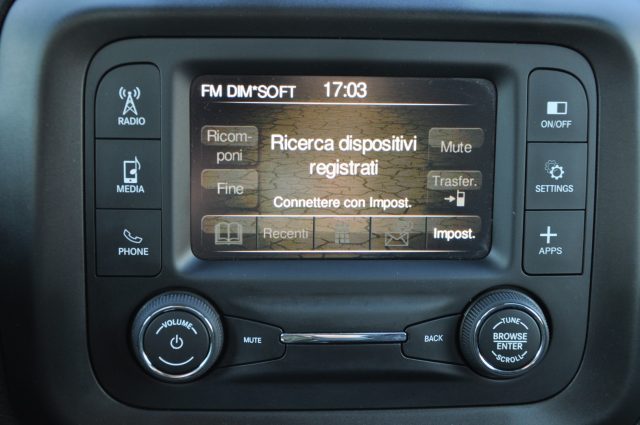 FM DIM*SOFT 17:03
RADIO
MEDIA
PHONE
Ricom-
poni
Fine
Ricerca dispositivi
registrati
Connettere con Impost.
Mute
Trasfer.
Recenti
Impost.
ON/OFF
SETTINGS
APPS
VOLUME
MUTE
BACK
TUNE
BROWSE
ENTER
SCROLL